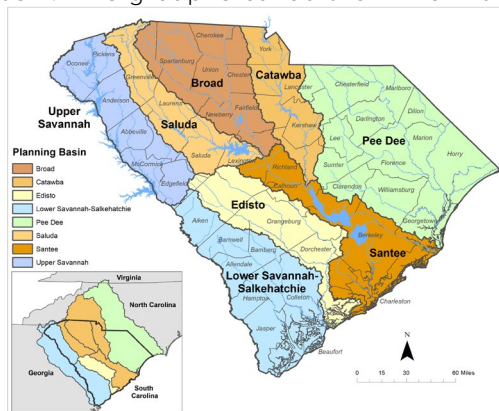 Cherokee
York
Spartanburg
Pickens
Oconee
Greenville
Union
Chester
Catawba
Broad
Lancaster
Chesterfield
Marlboro
Anderson
Laurens
Fairfield
Darlington
Dillon
Upper
Savannah
Saluda
Newberry
Kershaw
Lee
Marion
Abbeville
Pee Dee
Florence
Horry
Planning Basin
McCormick
Saluda
Lexington
Richland
Sumter
Broad
Catawba
Edisto
Lower Savannah-Salkehatchie
Pee Dee
Saluda
Santee
Upper Savannah
Edgefield
Calhoun
Clarendon
Williamsburg
Edisto
Aiken
Orangeburg
Georgetown
Barnwell
Bamberg
Dorchester
Berkeley
Santee
Allendale
Lower Savannah-
Salkehatchie
Hampton
Colleton
Charleston
Jasper
Beaufort
Virginia
North Carolina
Georgia
South
Carolina
N
0 15 30 60 Miles